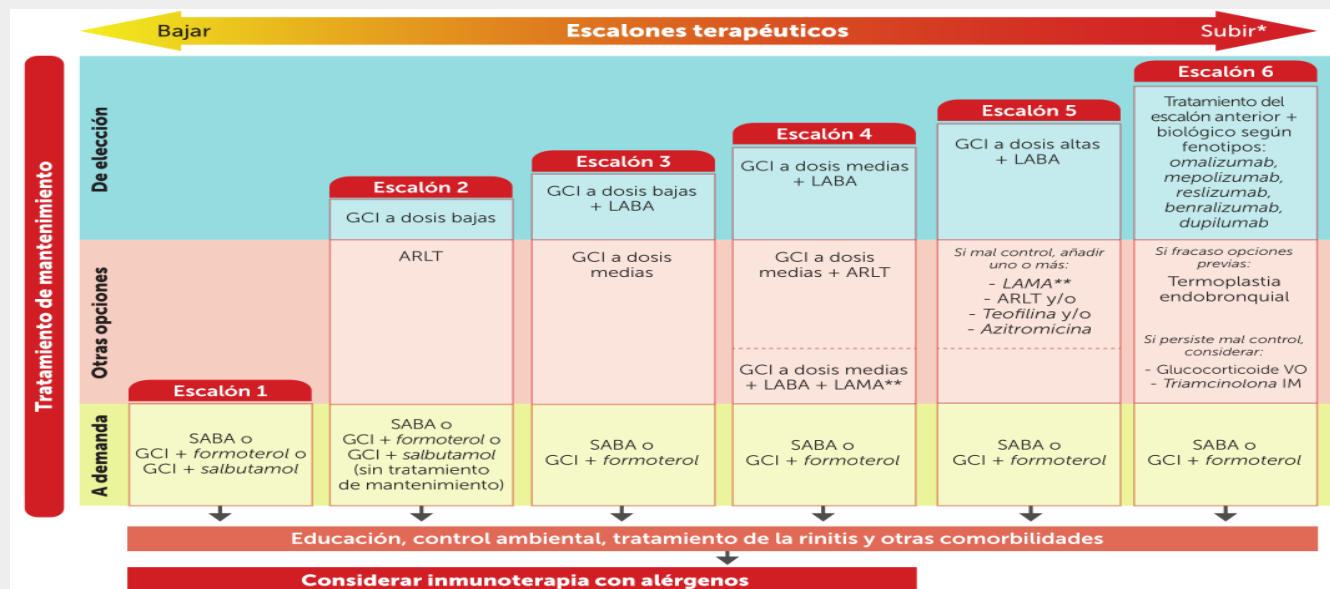 Bajar
Escalones terapéuticos
Subir*
Tratamiento de mantenimiento
De elección
Otras opciones
A demanda
Escalón 1
SABA o
GCI + formoterol o
GCI + salbutamol
Escalón 2
GCI a dosis bajas
ARLT
SABA o
GCI + formoterol o
GCI + salbutamol
(sin tratamiento
de mantenimiento)
Escalón 3
GCI a dosis bajas
+ LABA
GCI a dosis
medias
SABA o
GCI + formoterol
Escalón 4
GCI a dosis medias
+ LABA
GCI a dosis
medias + ARLT
GCI a dosis medias
+ LABA + LAMA**
SABA o
GCI + formoterol
Escalón 5
GCI a dosis altas
+ LABA
Si mal control, añadir
uno o más:
- LAMA**
- ARLT y/o
- Teofilina y/o
- Azitromicina
SABA o
GCI + formoterol
Escalón 6
Tratamiento del
escalón anterior +
biológico según
fenotipos:
omalizumab,
mepolizumab,
reslizumab,
benralizumab,
dupilumab
Si fracaso opciones
previas:
Termoplastia
endobronquial
Si persiste mal control,
considerar:
- Glucocorticoide VO
- Triamcinolona IM
SABA o
GCI + formoterol
Educación, control ambiental, tratamiento de la rinitis y otras comorbilidades
Considerar inmunoterapia con alérgenos